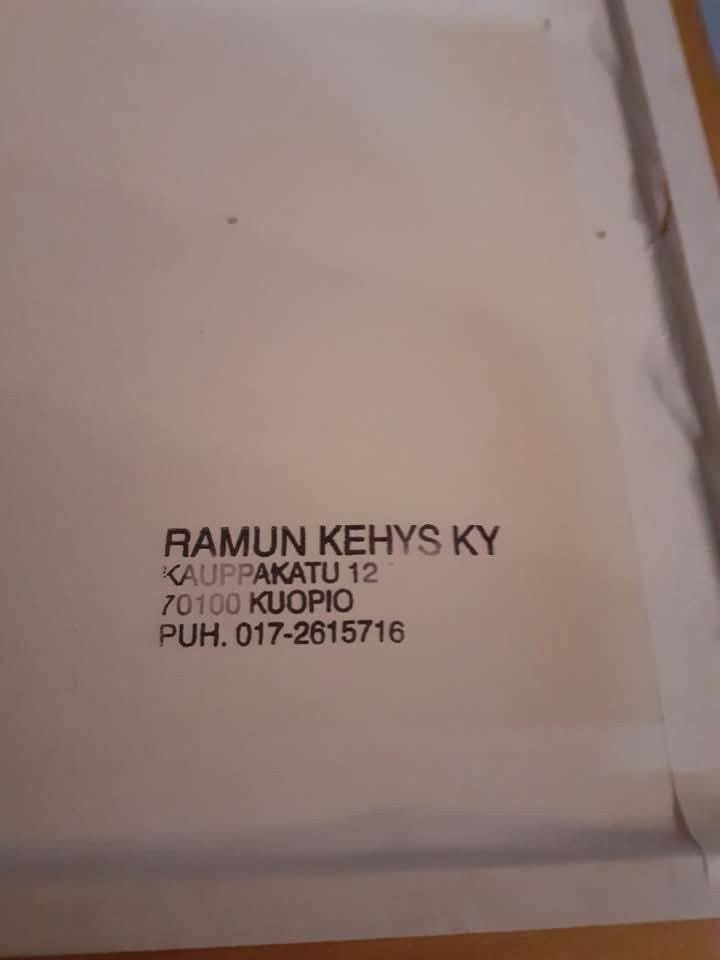 RAMUN KEHYS KY
KAUPPAKATU 12
70100 KUOPIO
PUH. 017-2615716